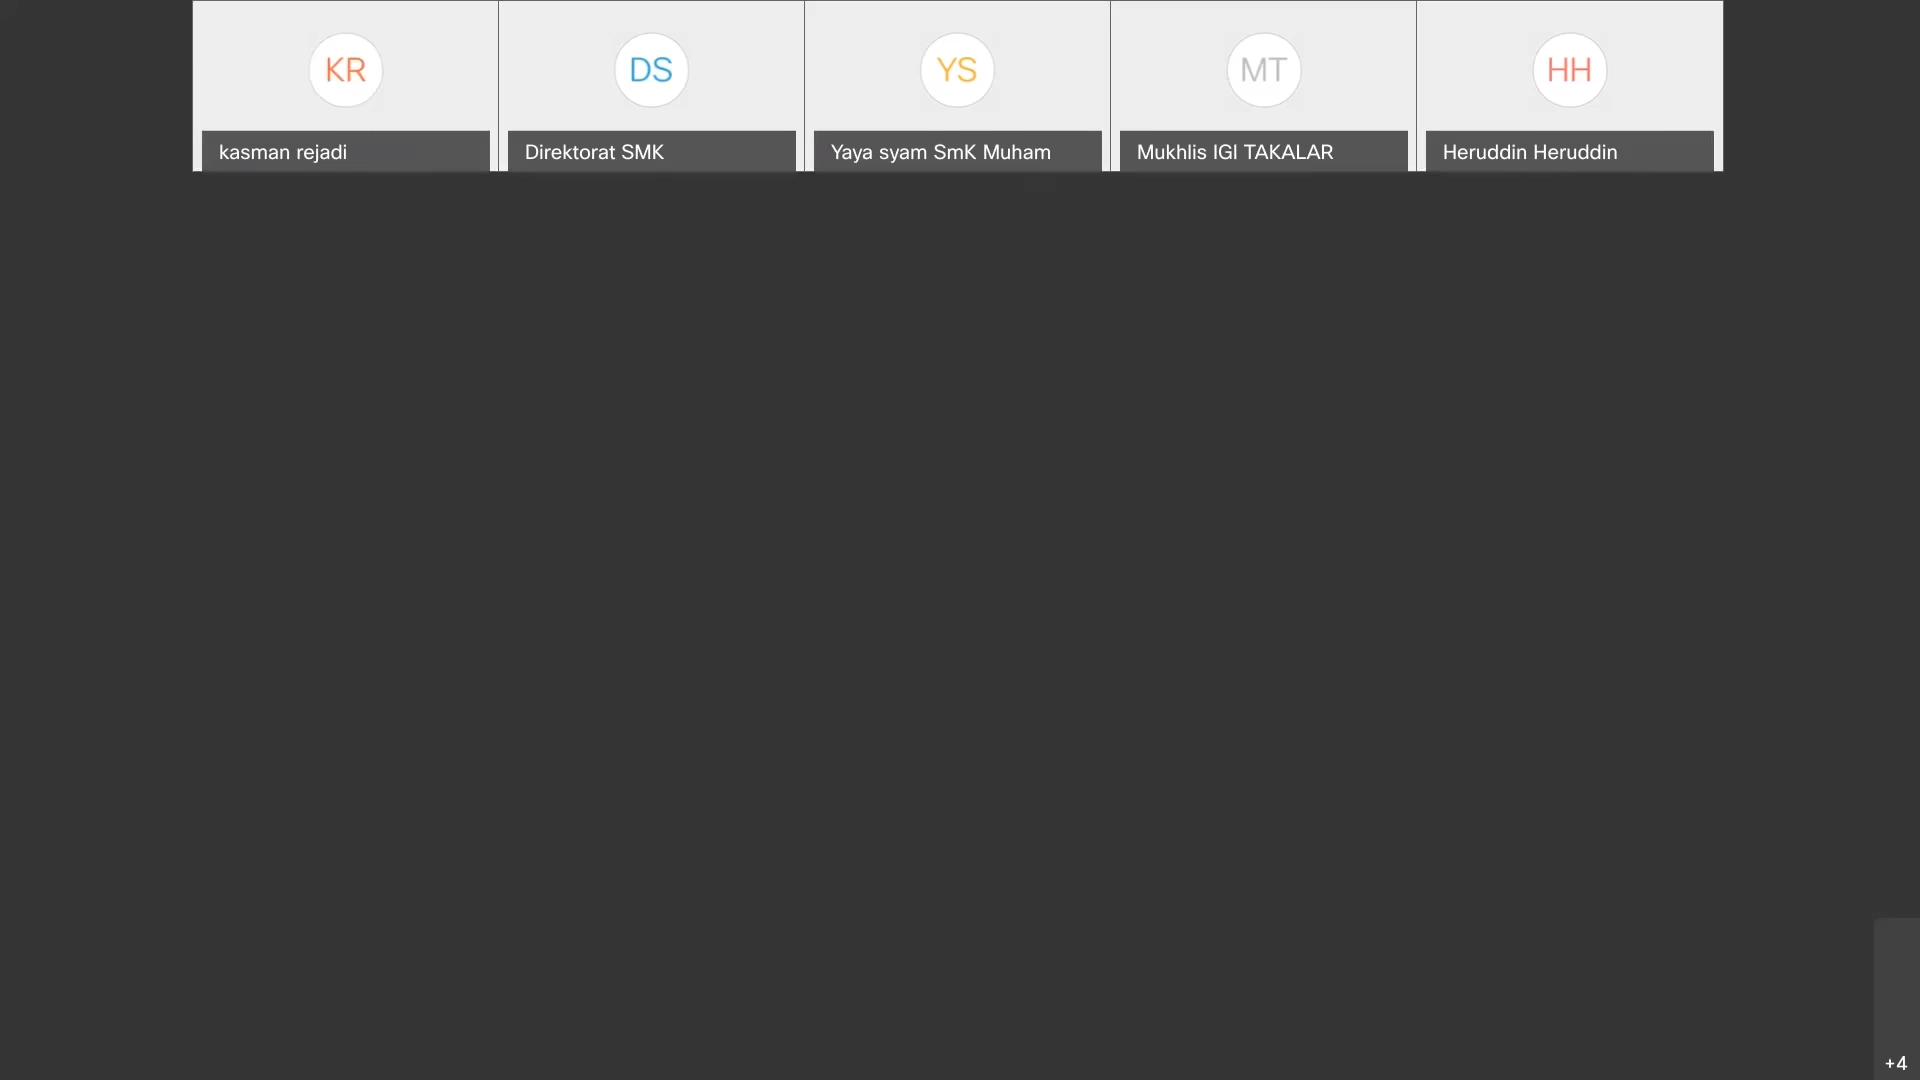 KR
DS
YS
MT
HH
kasman rejadi
Direktorat SMK
Yaya syam SmK Muham
Mukhlis IGI TAKALAR
Heruddin Heruddin
+4